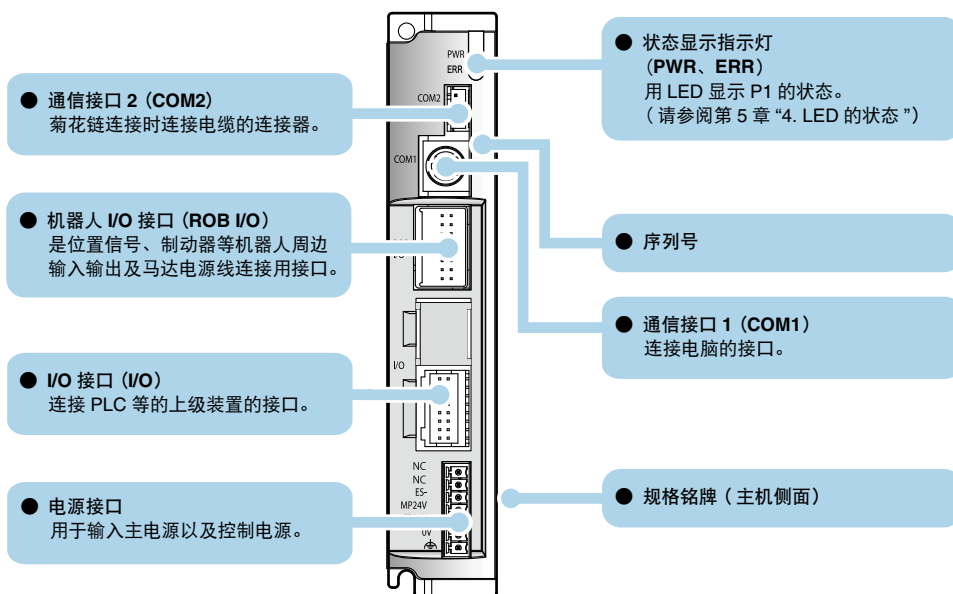 ● 通信接口 2（COM2）
菊花链连接时连接电缆的连接器。
● 机器人 I/O 接口（ROB I/O）
是位置信号、制动器等机器人周边
输入输出及马达电源线连接用接口。
● I/O 接口（I/O）
连接 PLC 等的上级装置的接口。
● 电源接口
用于输入主电源以及控制电源。
PWR
ERR
COM2
COM1
I/O
I/O
NC
NC
ES-
MP24V
0V
● 状态显示指示灯
（PWR、ERR）
用 LED 显示 P1 的状态。
（ 请参阅第 5 章 “4. LED 的状态 ”）
● 序列号
● 通信接口 1（COM1）
连接电脑的接口。
● 规格铭牌（ 主机侧面）